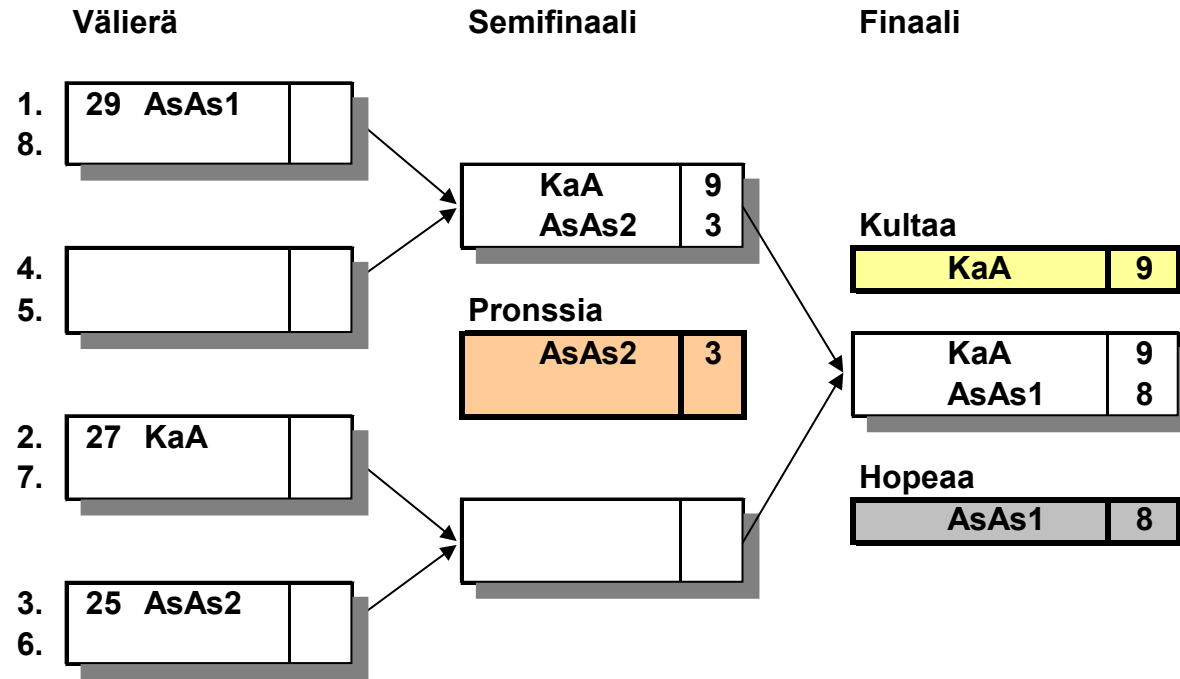 Välierä Semifinaali Finaali
1. 29 AsAs1
8.
KaA 9
AsAs2 3
4.
5.
Kultaa
KaA 9
Pronssia
AsAs2 3
KaA 9
AsAs1 8
2. 27 KaA
7.
Hopeaa
AsAs1 8
3. 25 AsAs2
6.